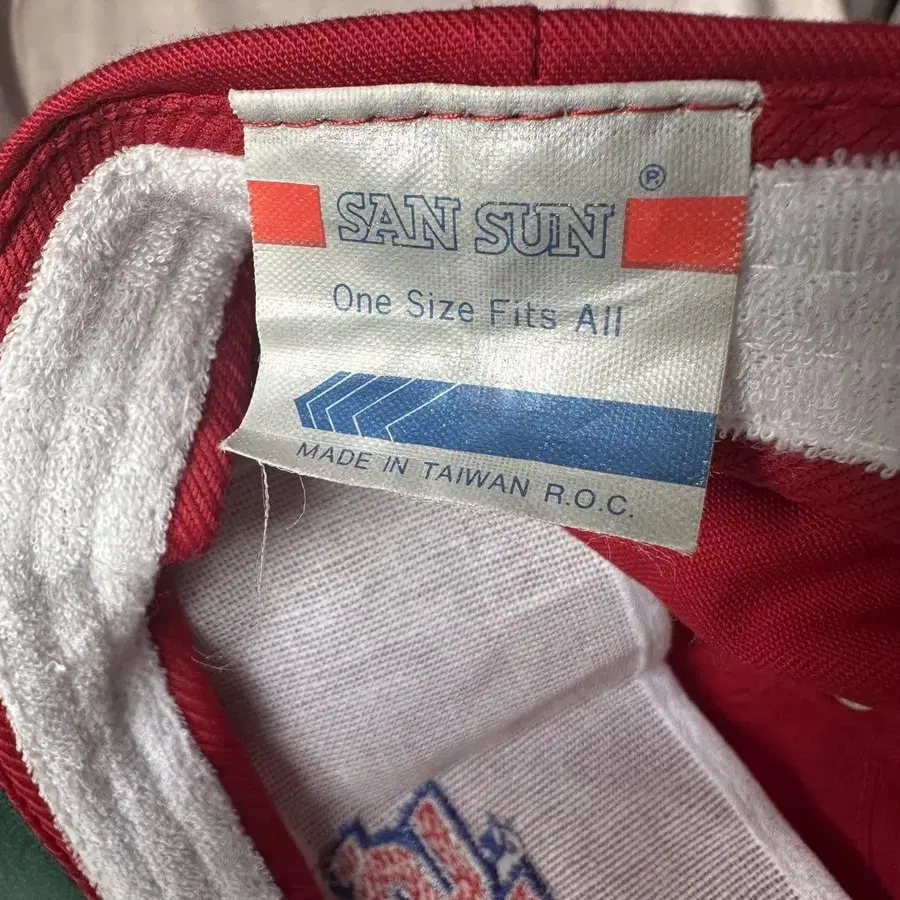 SAN SUN ℗
One Size Fits All
MADE IN TAIWAN R.O.C.